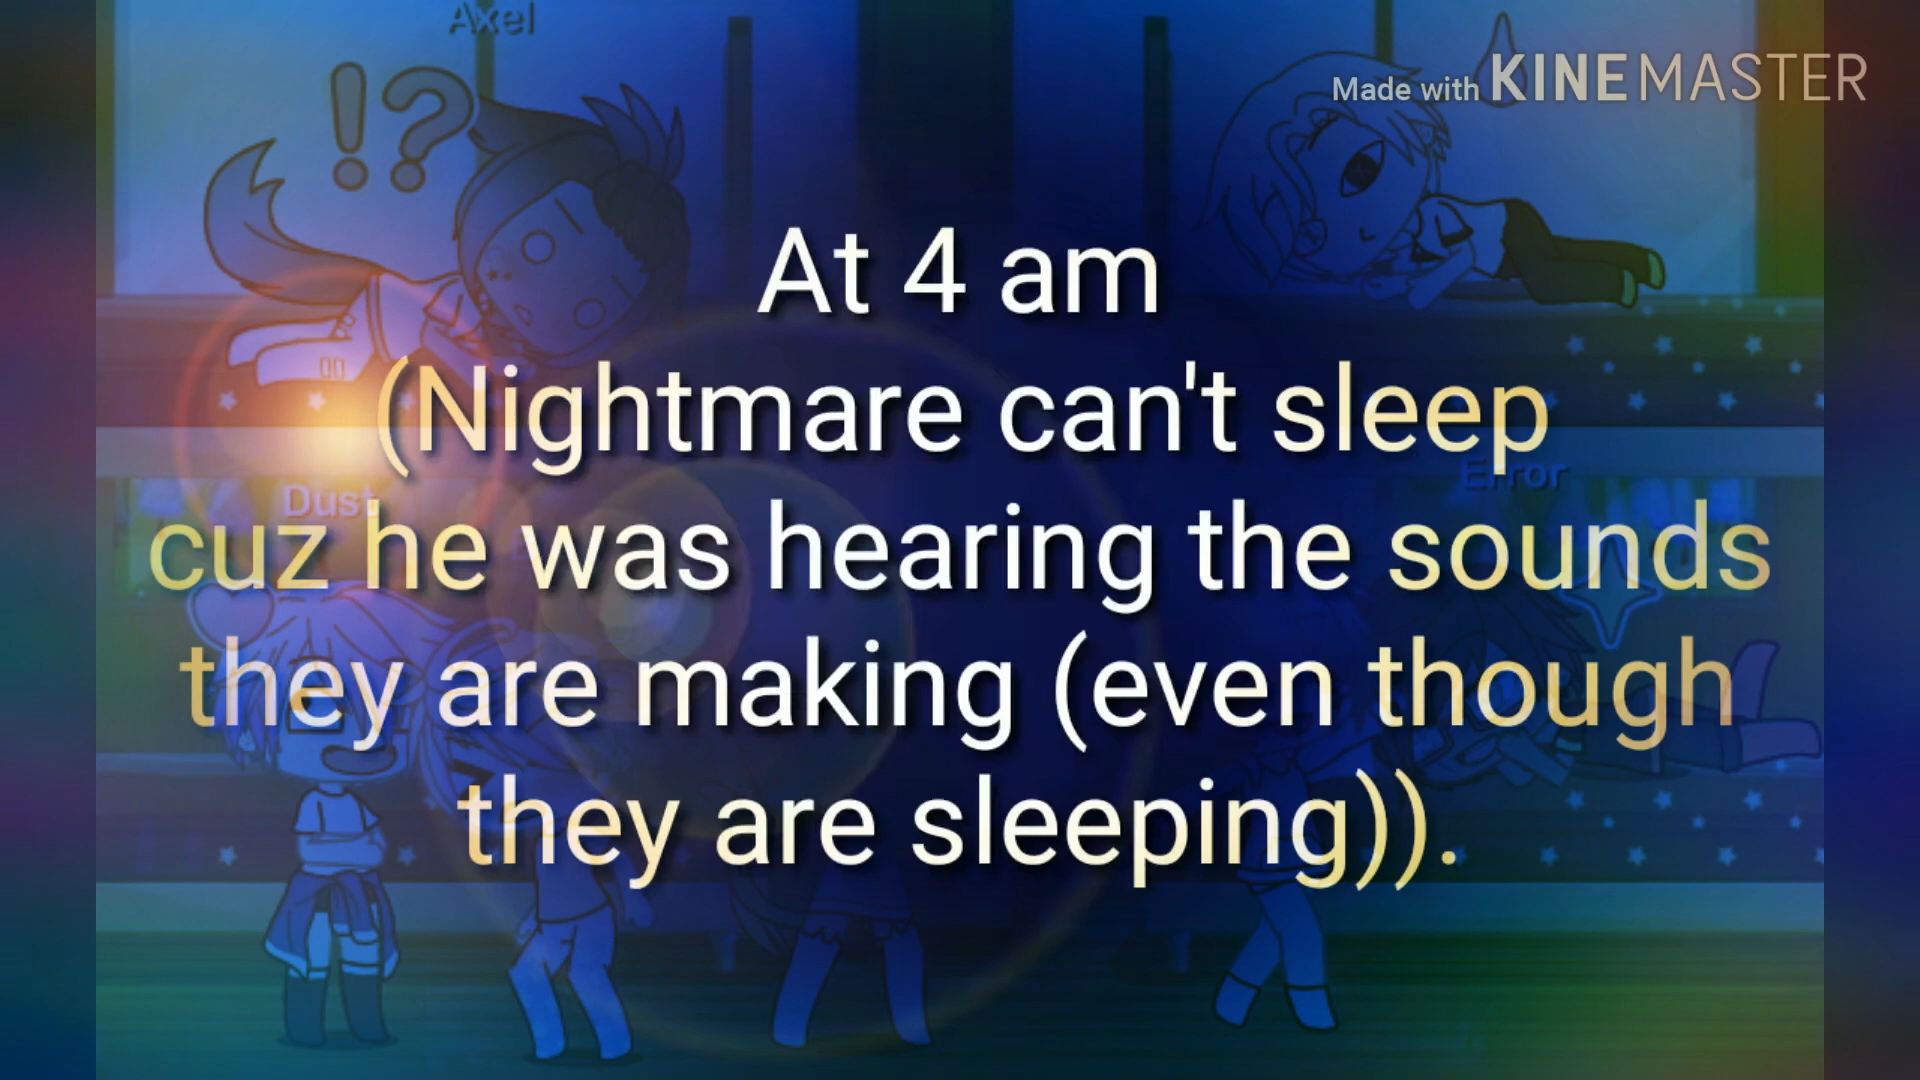 Axel
!?
Made with KINEMASTER
At 4 am
(Nightmare can't sleep
Error
Dust
cuz he was hearing the sounds
they are making (even though
they are sleeping)).